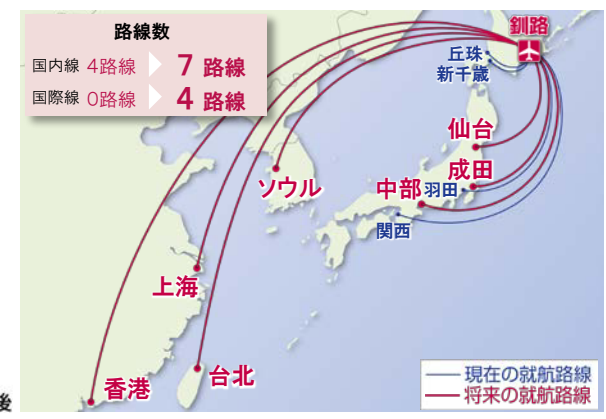 路線数
国内線 4路線 7 路線
国際線 0路線 4 路線
釧路
丘珠
新千歳
仙台
成田
中部 羽田
関西
ソウル
上海
台北
香港
後
現在の就航路線
将来の就航路線